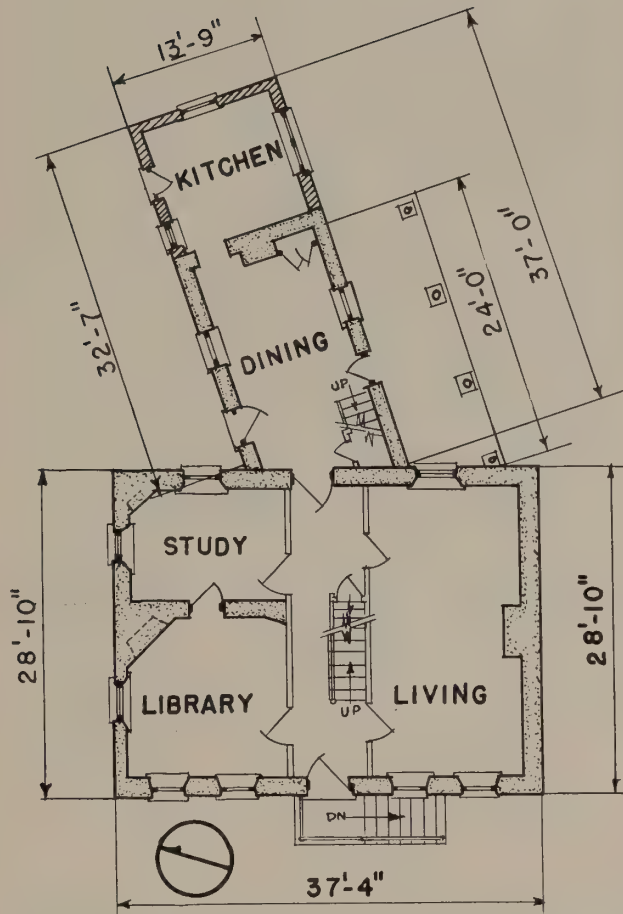 13'-9"
KITCHEN
32'-7"
37'-0"
24'-0"
DINING
UP
STUDY
28'-10"
28'-10"
LIBRARY
LIVING
UP
DN
37'-4"